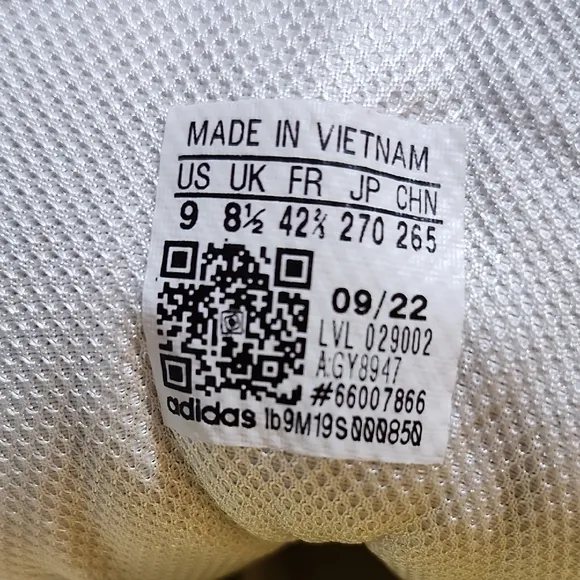 MADE IN VIETNAM
US UK FR JP CHN
9 8½ 42⅔ 270 265
09/22
LVL 029002
A:GY8947
#66007866
adidas lb9M19S000850